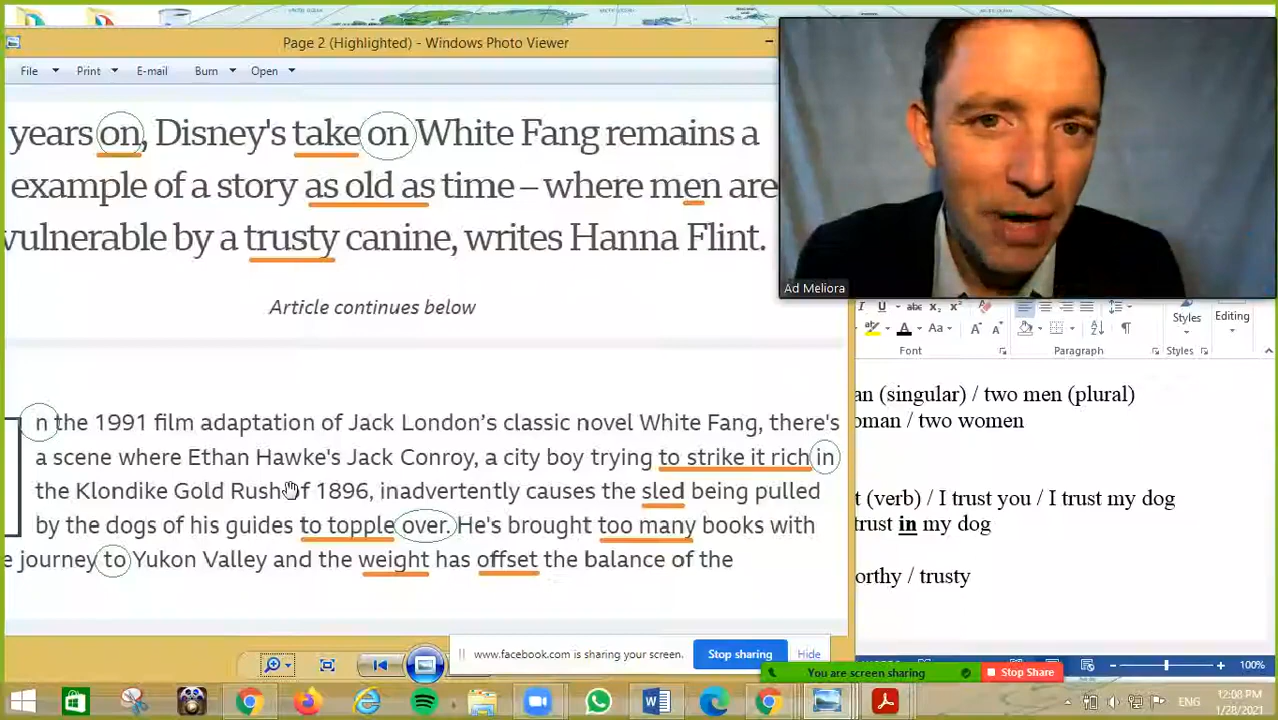 Page 2 (Highlighted) - Windows Photo Viewer
File Print E-mail Burn Open
years on, Disney's take on White Fang remains a
example of a story as old as time – where men are
vulnerable by a trusty canine, writes Hanna Flint.
Article continues below
n the 1991 film adaptation of Jack London's classic novel White Fang, there's
a scene where Ethan Hawke's Jack Conroy, a city boy trying to strike it rich in
the Klondike Gold Rush of 1896, inadvertently causes the sled being pulled
by the dogs of his guides to topple over. He's brought too many books with
e journey to Yukon Valley and the weight has offset the balance of the
Ad Meliora
I U abc x₂ x² A Aa A A
Styles Editing
Font Paragraph Styles
an (singular) / two men (plural)
oman / two women
t (verb) / I trust you / I trust my dog
trust in my dog
orthy / trusty
www.facebook.com is sharing your screen. Stop sharing Hide
100%
You are screen sharing Stop Share
ENG
12:08 PM
1/28/2021